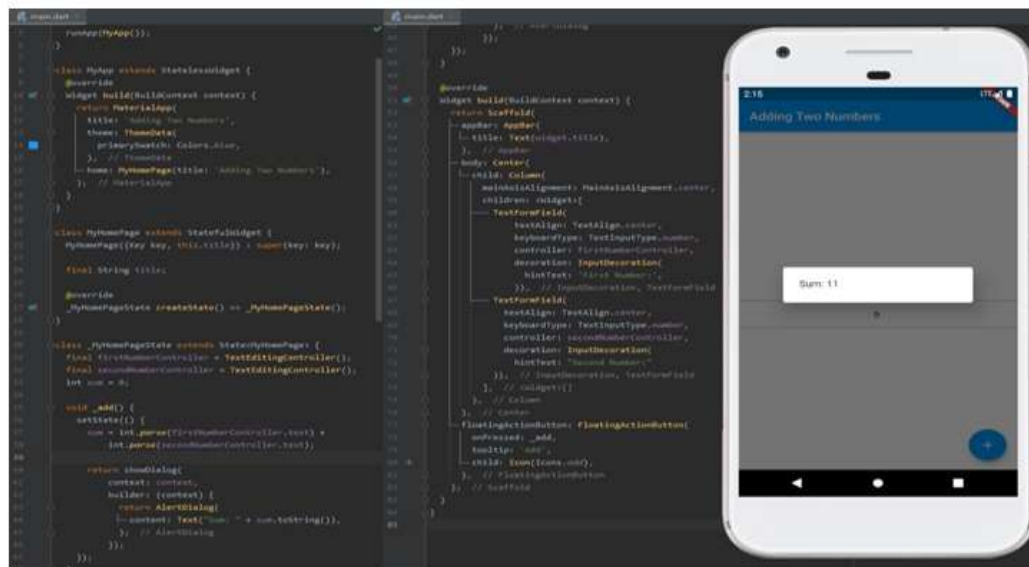 main.dart
runApp(MyApp());
}
class MyApp extends StatelessWidget {
@override
Widget build(BuildContext context) {
return MaterialApp(
title: 'Adding Two Numbers',
theme: ThemeData(
primarySwatch: Colors.blue,
), // ThemeData
home: MyHomePage(title: 'Adding Two Numbers'),
); // MaterialApp
}
}
class MyHomePage extends StatefulWidget {
MyHomePage({Key key, this.title}) : super(key: key);
final String title;
@override
_MyHomePageState createState() => _MyHomePageState();
}
class _MyHomePageState extends State<MyHomePage> {
final firstNumberController = TextEditingController();
final secondNumberController = TextEditingController();
int sum = 0;
void _add() {
setState(() {
sum = int.parse(firstNumberController.text) +
int.parse(secondNumberController.text);
return showDialog(
context: context,
builder: (context) {
return AlertDialog(
content: Text("Sum: " + sum.toString()),
); // AlertDialog
});
});
main.dart
); // AlertDialog
});
});
}
@override
Widget build(BuildContext context) {
return Scaffold(
appBar: AppBar(
title: Text(widget.title),
), // AppBar
body: Center(
child: Column(
mainAxisAlignment: MainAxisAlignment.center,
children: <Widget>[
TextFormField(
textAlign: TextAlign.center,
keyboardType: TextInputType.number,
controller: firstNumberController,
decoration: InputDecoration(
hintText: 'First Number:',
)), // InputDecoration, TextFormField
TextFormField(
textAlign: TextAlign.center,
keyboardType: TextInputType.number,
controller: secondNumberController,
decoration: InputDecoration(
hintText: "Second Number:"
)), // InputDecoration, TextFormField
], // <Widget>[]
), // Column
), // Center
floatingActionButton: FloatingActionButton(
onPressed: _add,
tooltip: 'add',
child: Icon(Icons.add),
), // FloatingActionButton
); // Scaffold
}
}
2:15
LTE
Adding Two Numbers
Sum: 11